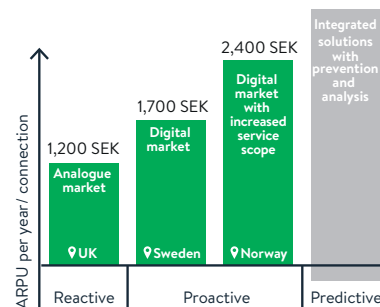 Integrated
solutions
with
prevention
and
analysis
2,400 SEK
Digital
market
with
increased
service
scope
1,700 SEK
Digital
market
1,200 SEK
Analogue
market
UK
Sweden
Norway
ARPU per year/ connection
Reactive
Proactive
Predictive